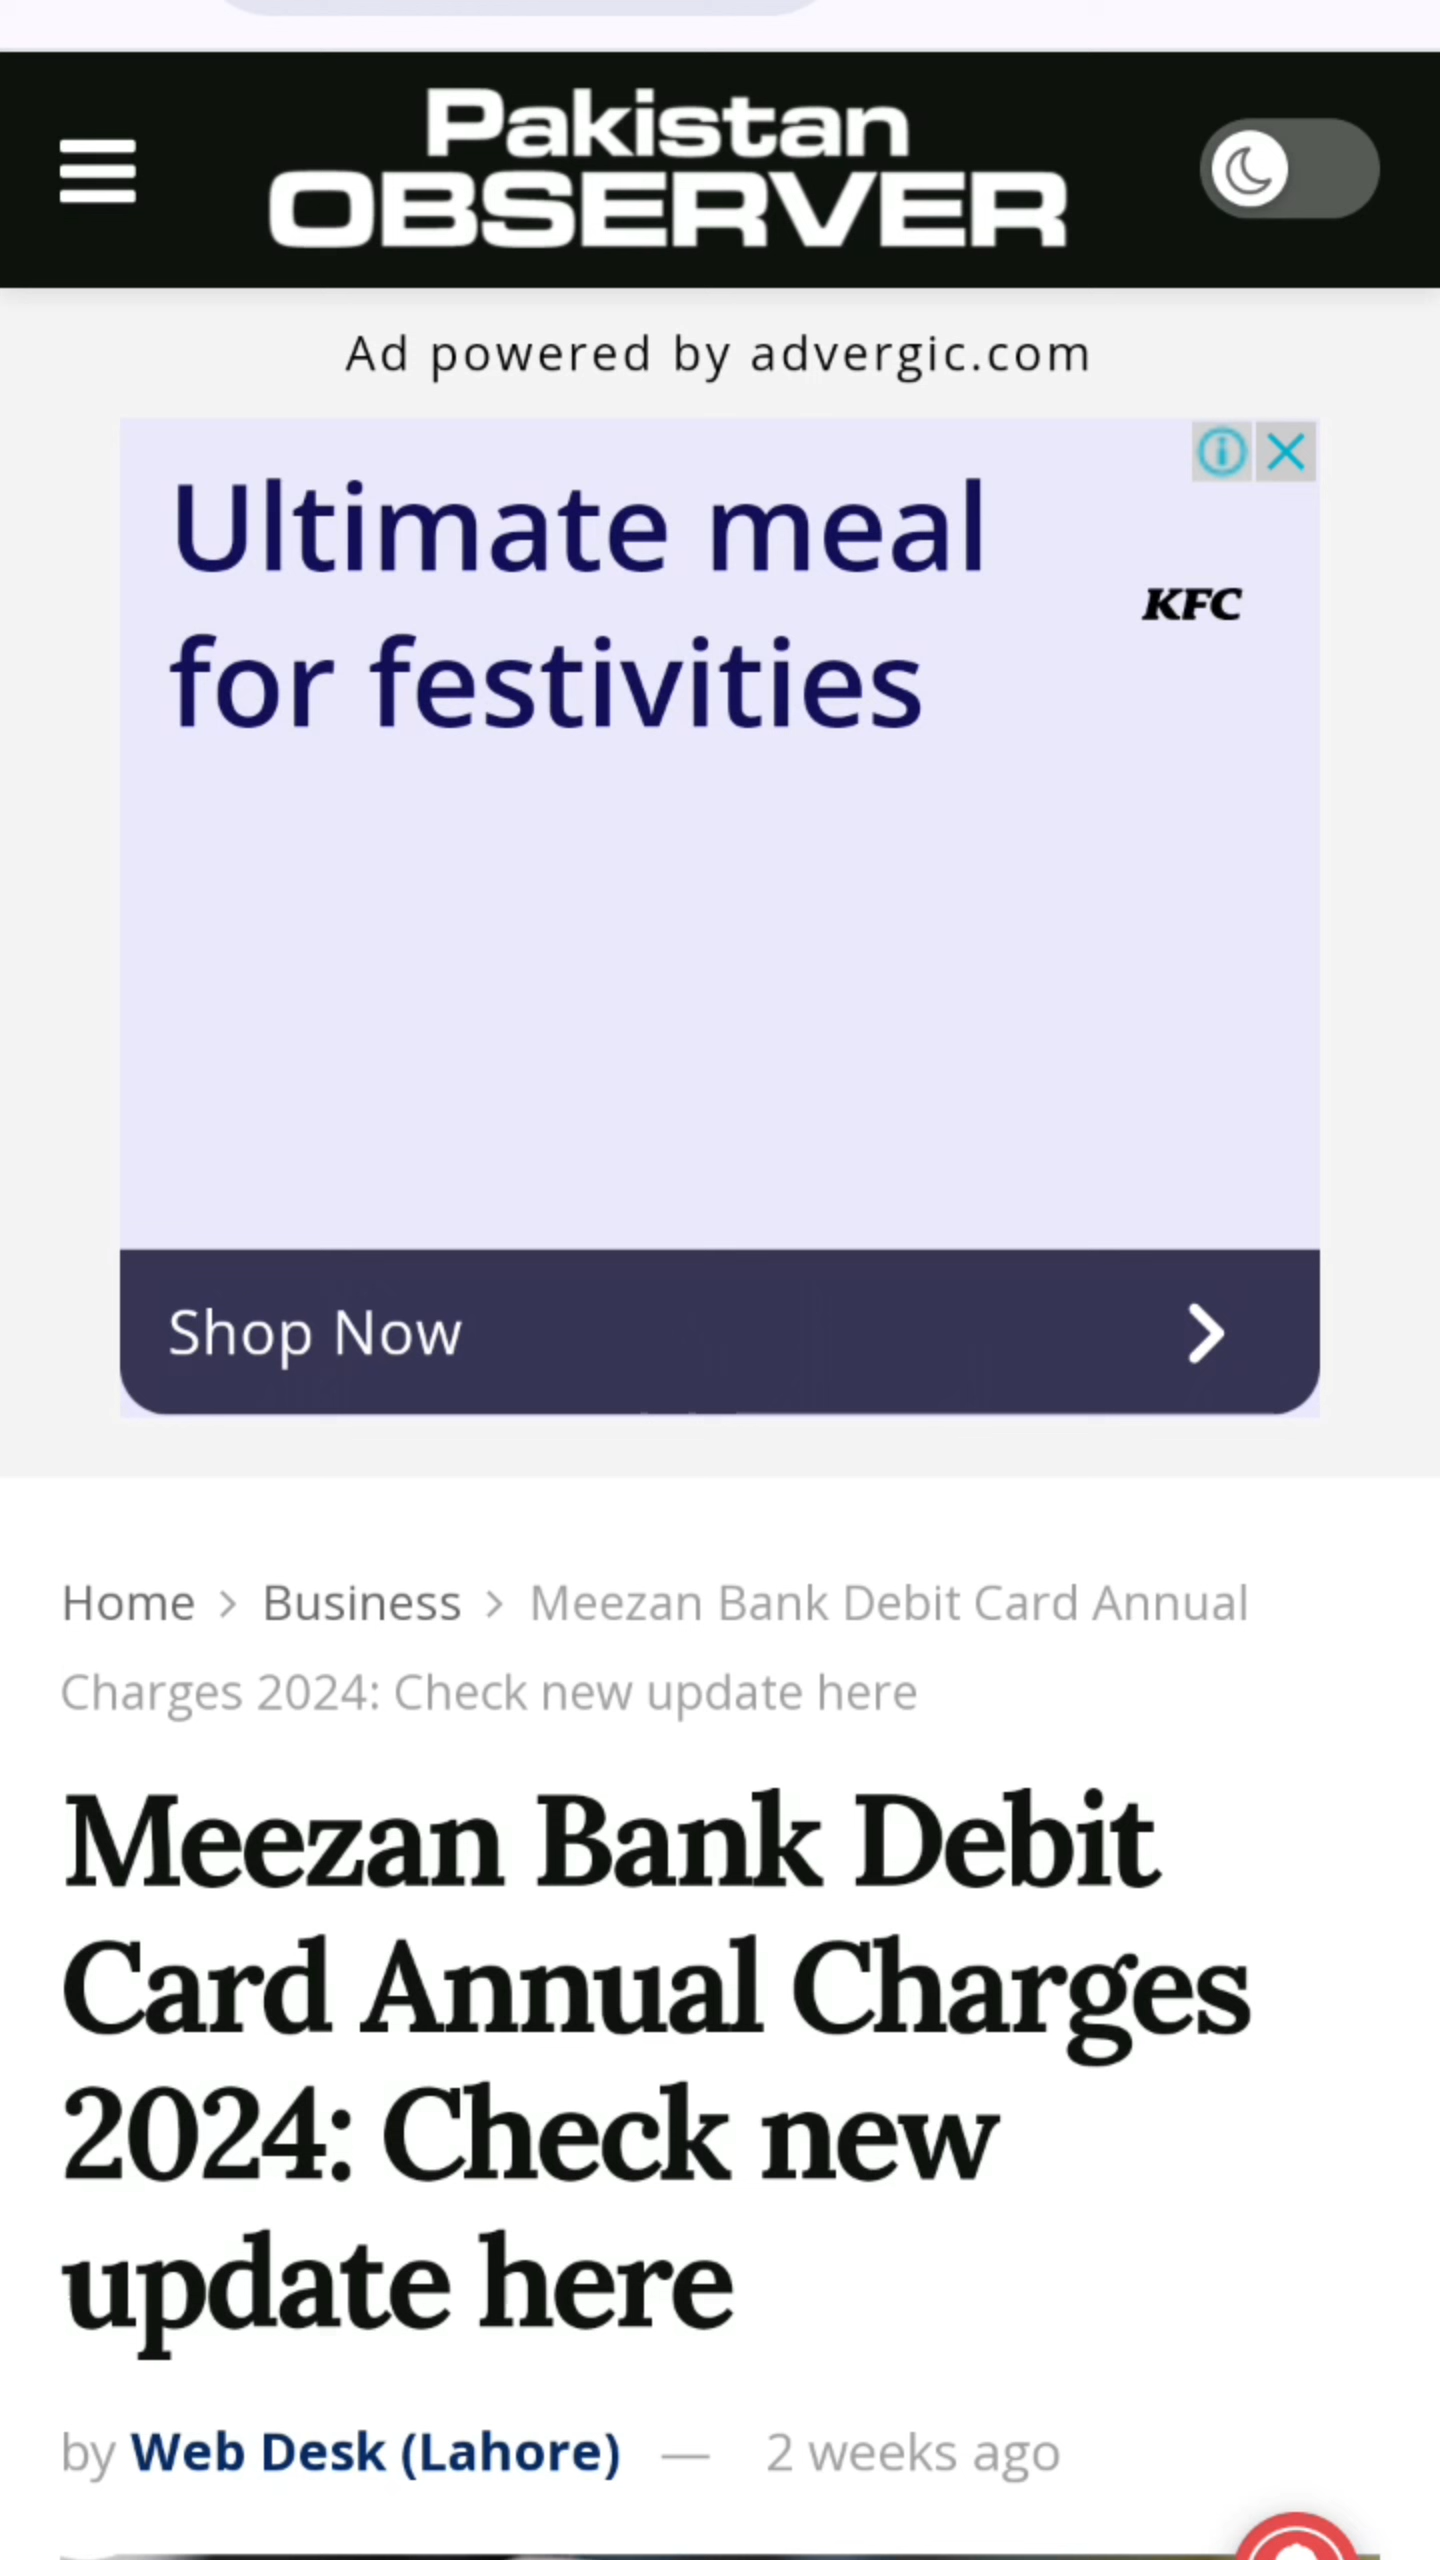 Pakistan
OBSERVER
Ad powered by advergic.com
Ultimate meal
for festivities
KFC
Shop Now
Home > Business > Meezan Bank Debit Card Annual
Charges 2024: Check new update here
Meezan Bank Debit
Card Annual Charges
2024: Check new
update here
by Web Desk (Lahore) — 2 weeks ago